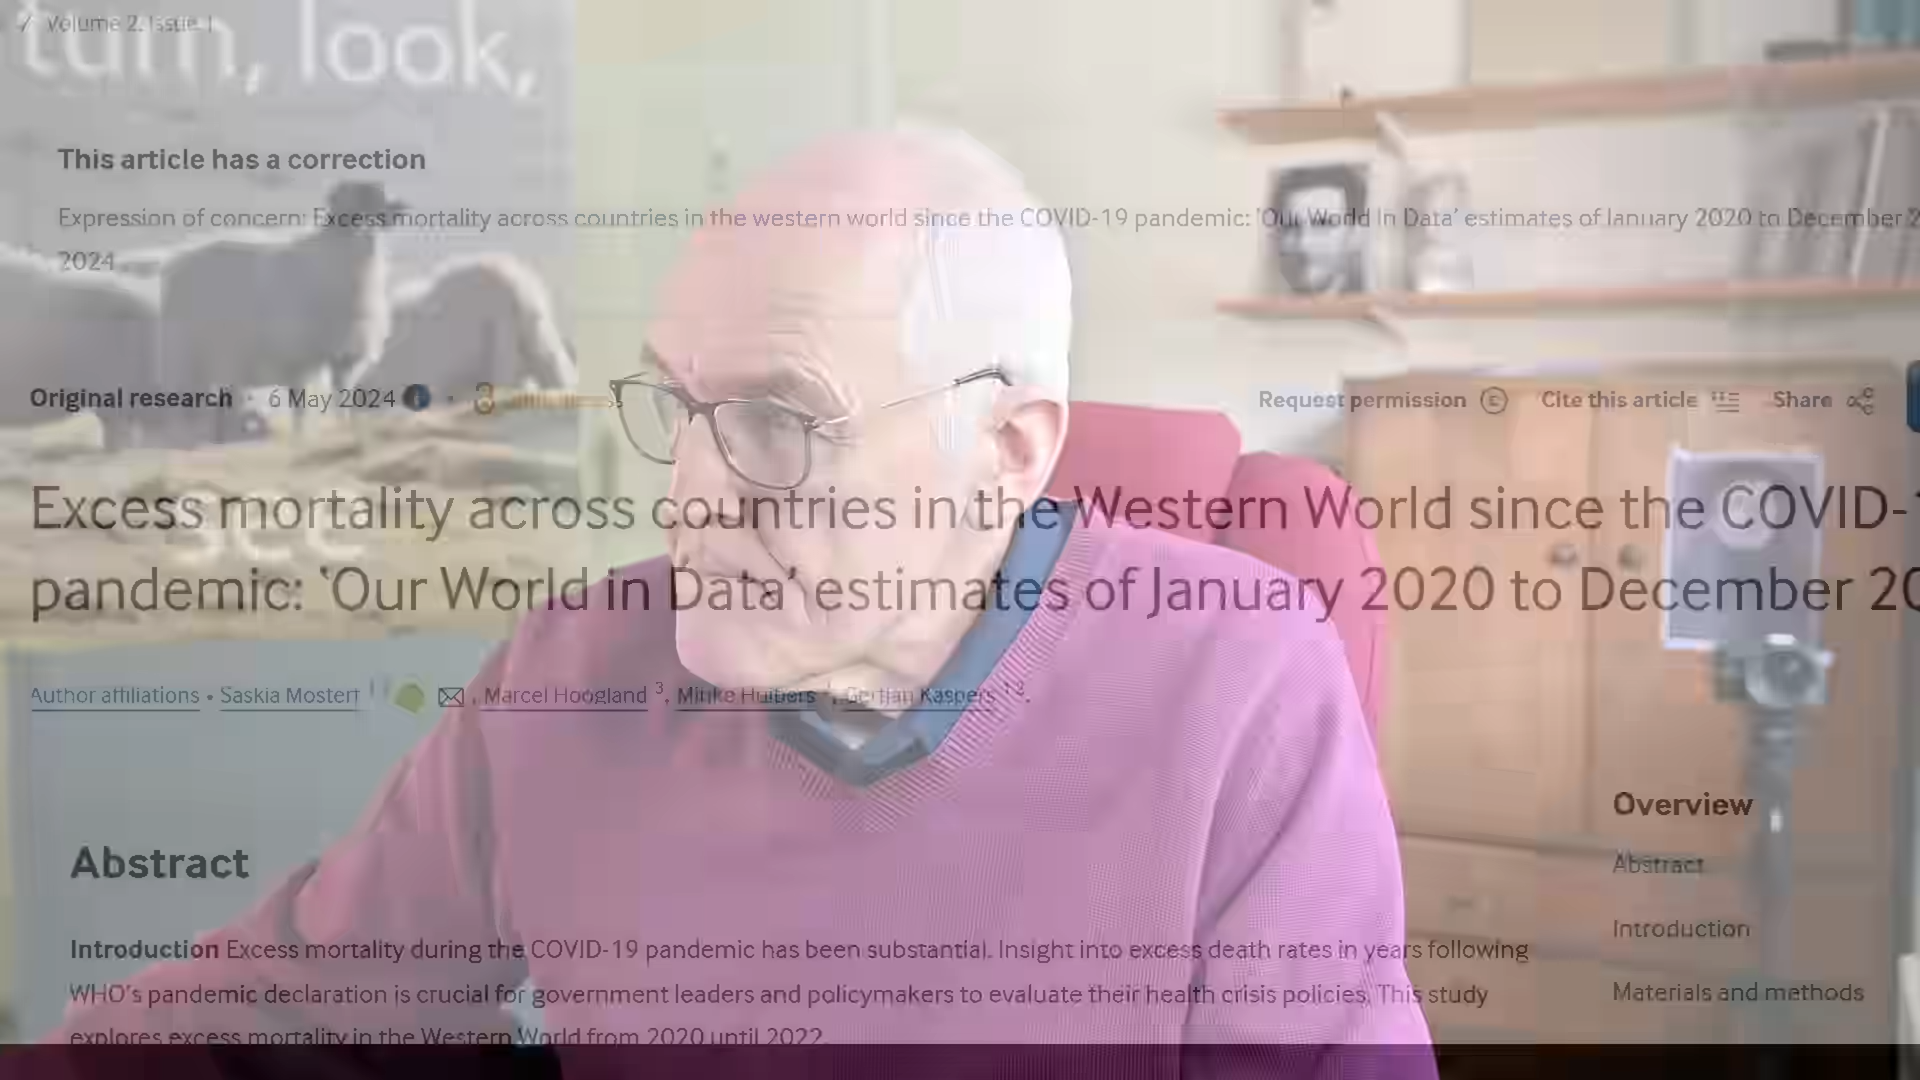 Volume 2, Issue 1
turn, look,
This article has a correction
Expression of concern: Excess mortality across countries in the western world since the COVID-19 pandemic: 'Our World in Data' estimates of January 2020 to December
2024
Original research · 6 May 2024
Request permission
Cite this article
Share
Excess mortality across countries in the Western World since the COVID-
see
pandemic: 'Our World in Data' estimates of January 2020 to December 20
Author affiliations • Saskia Mostert, Marcel Hoogland 3, Minke Huibers, Gertjan Kaspers 1 2.
Overview
Abstract
Abstract
Introduction
Introduction Excess mortality during the COVID-19 pandemic has been substantial. Insight into excess death rates in years following
WHO's pandemic declaration is crucial for government leaders and policymakers to evaluate their health crisis policies. This study
Materials and methods
explores excess mortality in the Western World from 2020 until 2022.